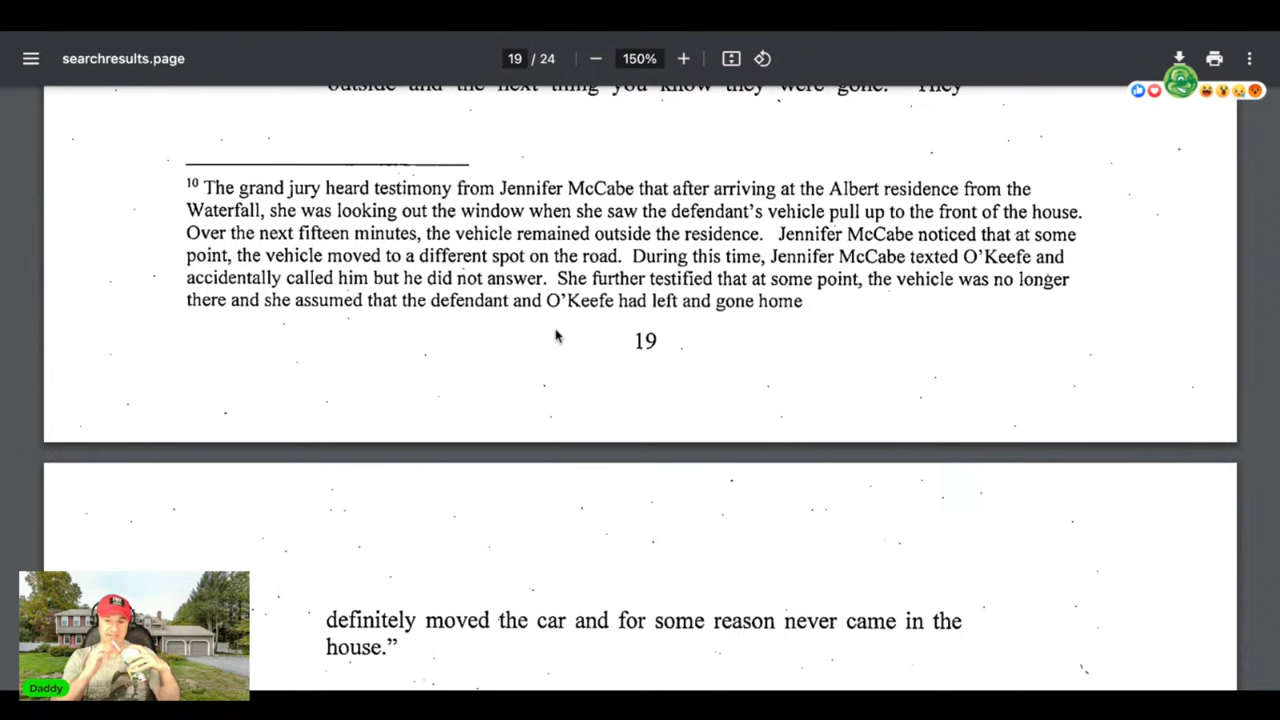 searchresults.page
19 / 24
150%
outside and the next thing you know they were gone. They
10 The grand jury heard testimony from Jennifer McCabe that after arriving at the Albert residence from the
Waterfall, she was looking out the window when she saw the defendant's vehicle pull up to the front of the house.
Over the next fifteen minutes, the vehicle remained outside the residence. Jennifer McCabe noticed that at some
point, the vehicle moved to a different spot on the road. During this time, Jennifer McCabe texted O'Keefe and
accidentally called him but he did not answer. She further testified that at some point, the vehicle was no longer
there and she assumed that the defendant and O'Keefe had left and gone home
19
definitely moved the car and for some reason never came in the
house.”
Daddy